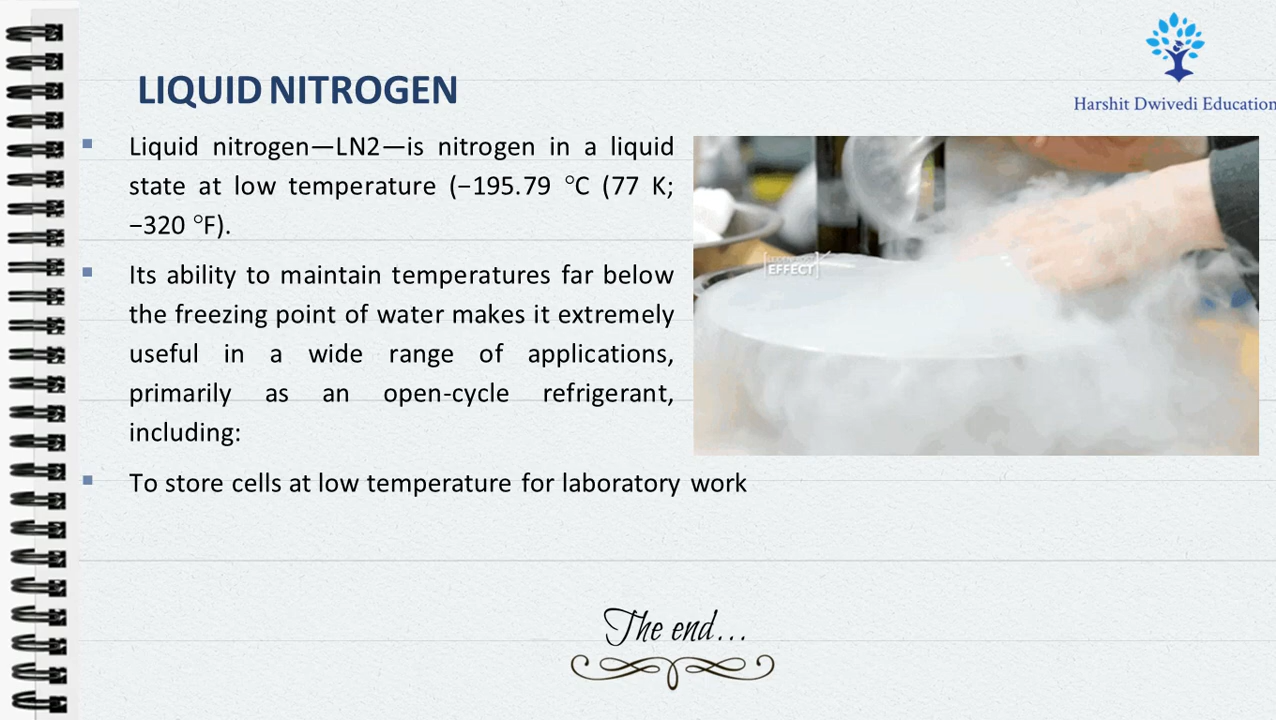 Harshit Dwivedi Education
LIQUID NITROGEN
Liquid nitrogen—LN2—is nitrogen in a liquid
state at low temperature (−195.79 °C (77 K;
−320 °F).
Its ability to maintain temperatures far below
the freezing point of water makes it extremely
useful in a wide range of applications,
primarily as an open-cycle refrigerant,
including:
To store cells at low temperature for laboratory work
EFFECT
The end...